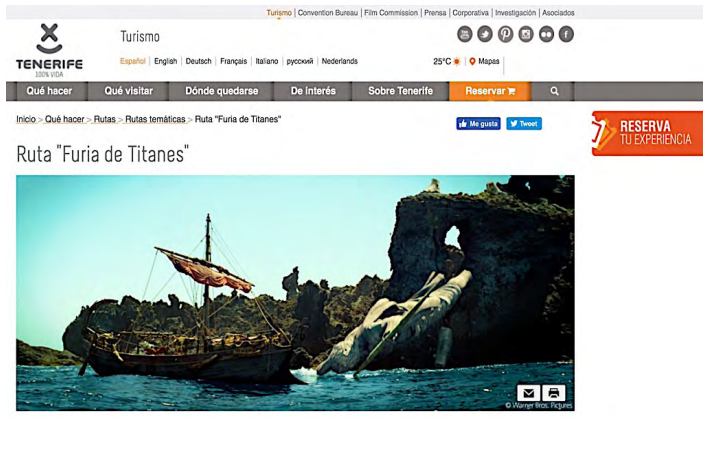 Turismo | Convention Bureau | Film Commission | Prensa | Corporativa | Investigación | Asociados
TENERIFE
100% VIDA
Turismo
Español | English | Deutsch | Français | Italiano | русский | Nederlands
25°C | Mapas
Qué hacer Qué visitar Dónde quedarse De interés Sobre Tenerife Reservar
Inicio > Qué hacer > Rutas > Rutas temáticas > Ruta "Furia de Titanes"
Me gusta Tweet
RESERVA
TU EXPERIENCIA
Ruta "Furia de Titanes"
© Warner Bros. Pictures